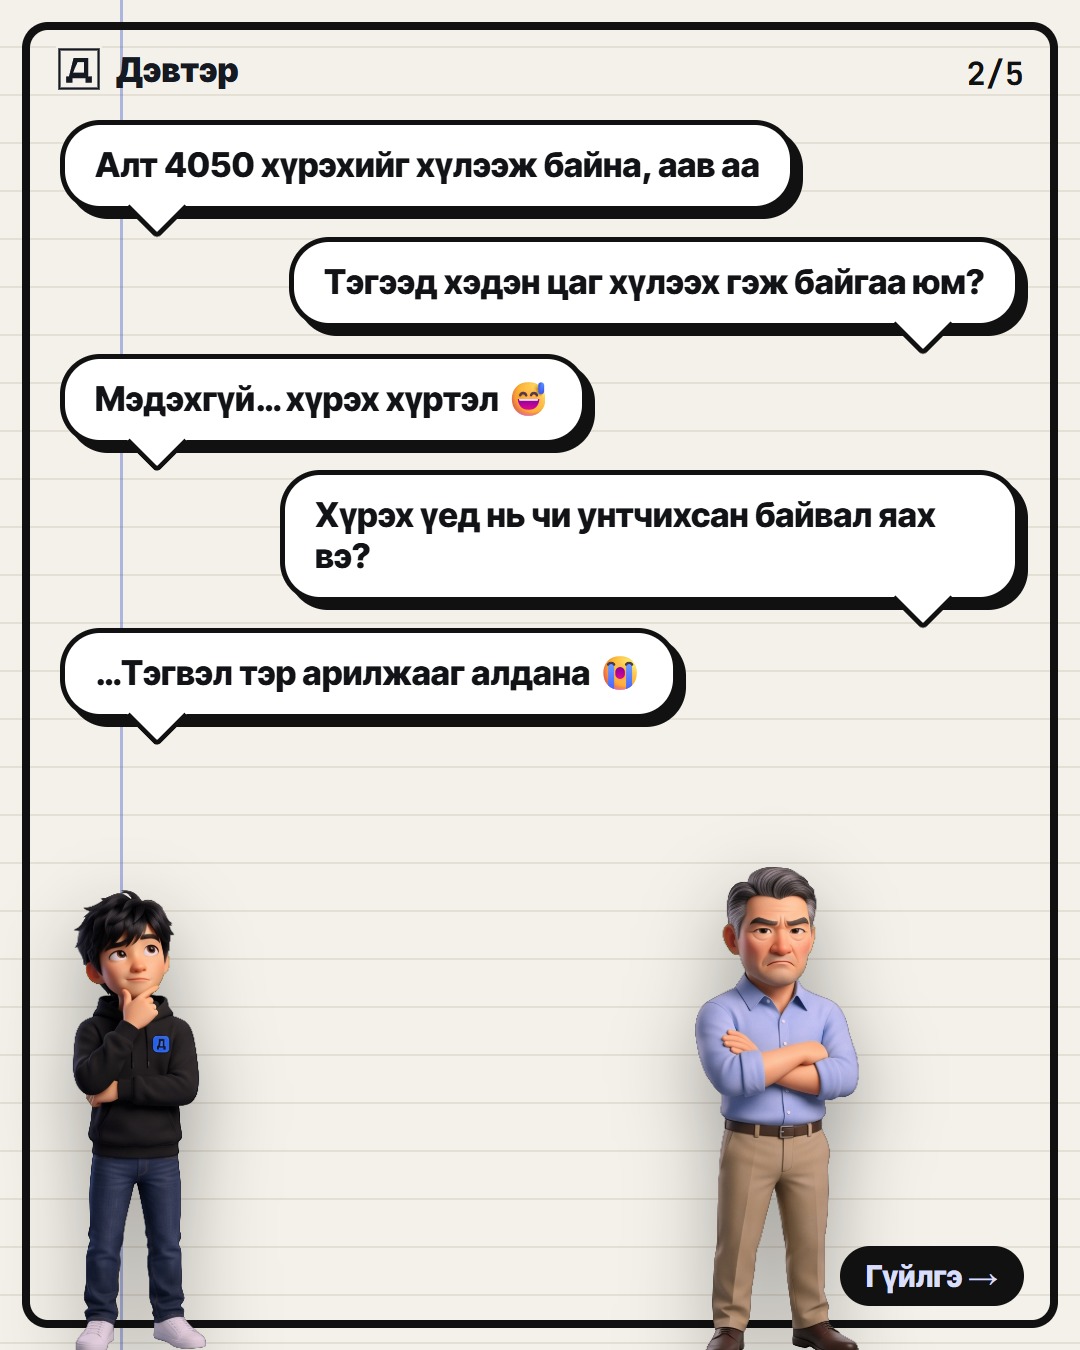 Д Дэвтэр
2/5
Алт 4050 хүрэхийг хүлээж байна, аав аа
Тэгээд хэдэн цаг хүлээх гэж байгаа юм?
Мэдэхгүй... хүрэх хүртэл 😅
Хүрэх үед нь чи унтчихсан байвал яах
вэ?
...Тэгвэл тэр арилжааг алдана 😭
Д
Гүйлгэ →